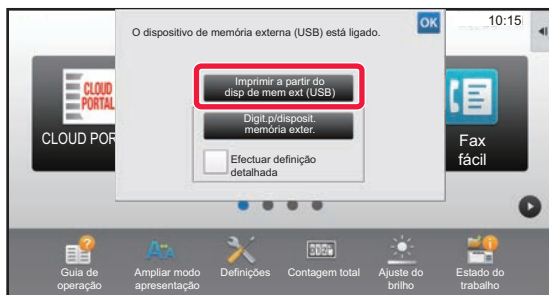 O dispositivo de memória externa (USB) está ligado.
OK
10:15
Imprimir a partir do
disp de mem ext (USB)
Digit.p/disposit.
memória exter.
Efectuar definição
detalhada
CLOUD
PORTAL
CLOUD POR
Fax
fácil
Guia de
operação
Ampliar modo
apresentação
Definições
Contagem total
Ajuste do
brilho
Estado do
trabalho